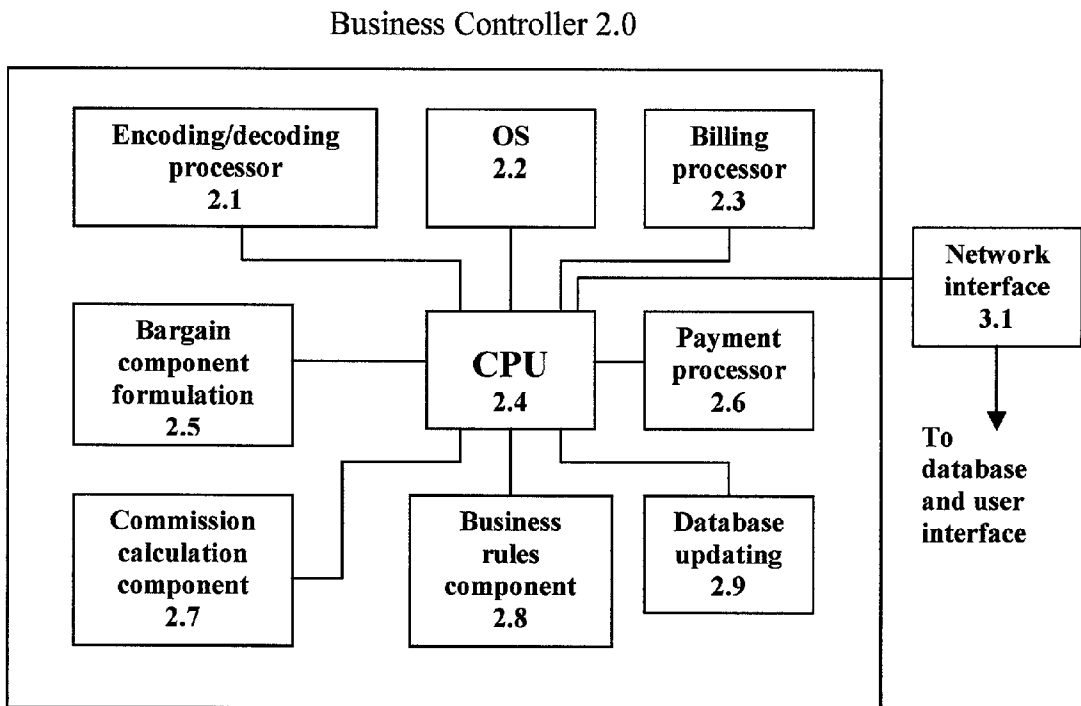 Business Controller 2.0
Encoding/decoding
processor
2.1
OS
2.2
Billing
processor
2.3
Network
interface
3.1
Bargain
component
formulation
2.5
CPU
2.4
Payment
processor
2.6
To
database
and user
interface
Commission
calculation
component
2.7
Business
rules
component
2.8
Database
updating
2.9